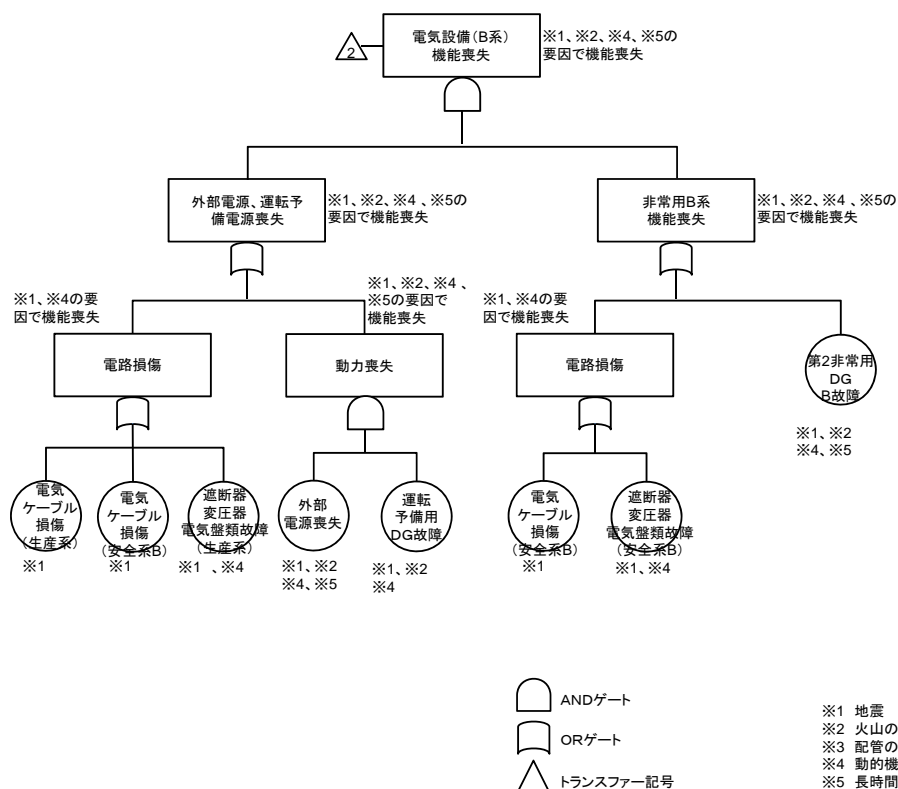 2
電気設備(B系)
機能喪失
※1、※2、※4、※5の
要因で機能喪失
外部電源、運転予
備電源喪失
※1、※2、※4 、※5の
要因で機能喪失
非常用B系
機能喪失
※1、※2、※4 、※5の
要因で機能喪失
※1、※4の要
因で機能喪失
電路損傷
※1、※2、※4 、
※5の要因で
機能喪失
動力喪失
※1、※4の要
因で機能喪失
電路損傷
第2非常用
DG
B故障
※1、※2
※4、※5
電気
ケーブル
損傷
(生産系)
※1
電気
ケーブル
損傷
(安全系B)
※1
遮断器
変圧器
電気盤類故障
(生産系)
※1 、※4
外部
電源喪失
※1、※2
※4、※5
運転
予備用
DG故障
※1、※2
※4
電気
ケーブル
損傷
(安全系B)
※1
遮断器
変圧器
電気盤類故障
(安全系B)
※1、※4
ANDゲート
ORゲート
トランスファー記号
※1 地震
※2 火山の
※3 配管の
※4 動的機
※5 長時間